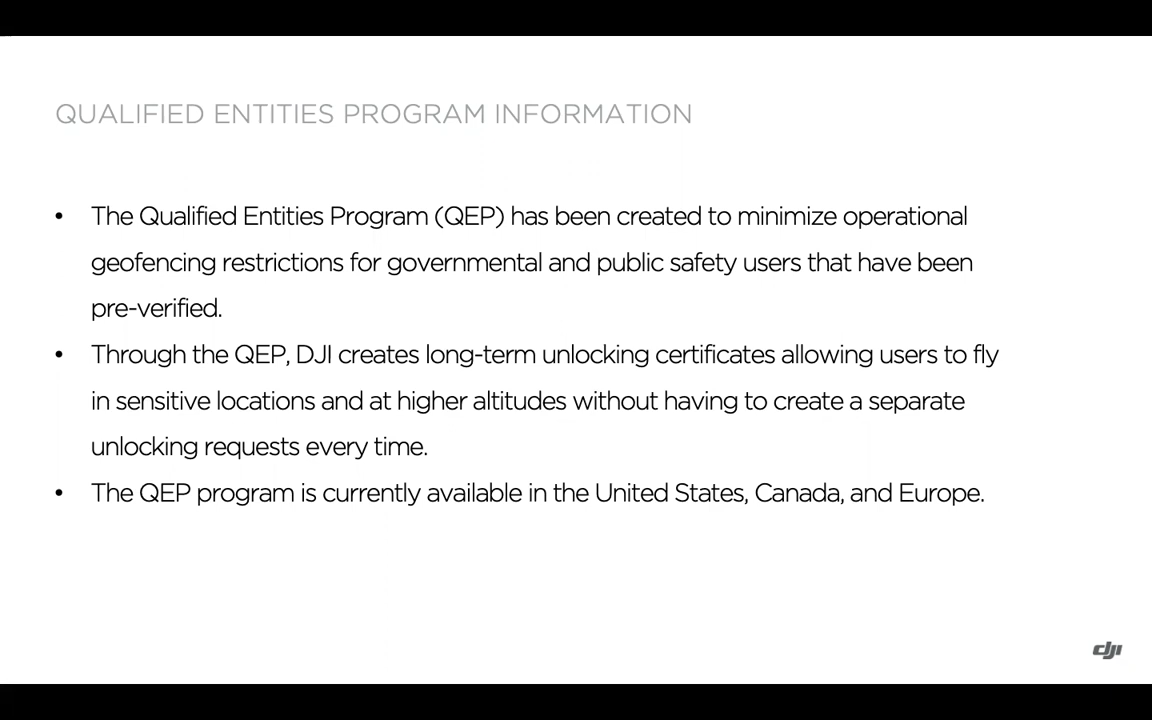 QUALIFIED ENTITIES PROGRAM INFORMATION
• The Qualified Entities Program (QEP) has been created to minimize operational
geofencing restrictions for governmental and public safety users that have been
pre-verified.
• Through the QEP, DJI creates long-term unlocking certificates allowing users to fly
in sensitive locations and at higher altitudes without having to create a separate
unlocking requests every time.
• The QEP program is currently available in the United States, Canada, and Europe.
dji